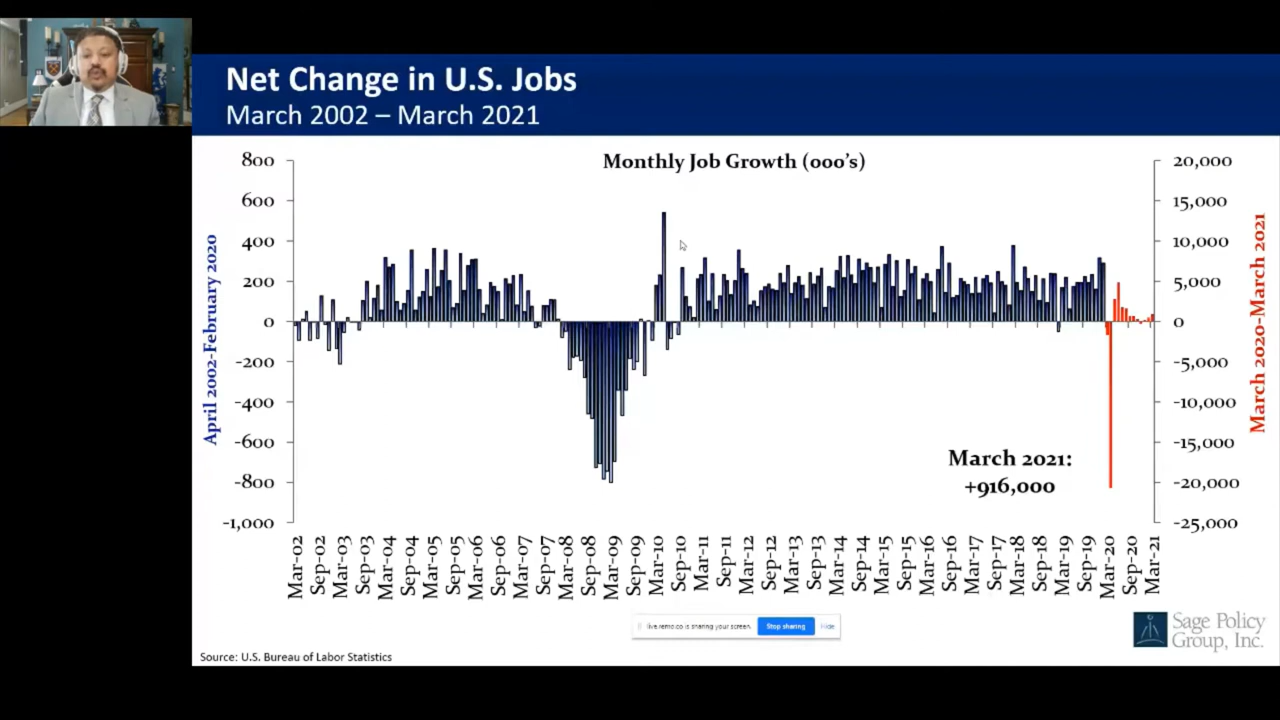 Net Change in U.S. Jobs
March 2002 – March 2021
Monthly Job Growth (000's)
800
600
400
200
0
-200
-400
-600
-800
-1,000
April 2002-February 2020
20,000
15,000
10,000
5,000
0
-5,000
-10,000
-15,000
-20,000
-25,000
March 2020-March 2021
March 2021:
+916,000
Mar-02
Sep-02
Mar-03
Sep-03
Mar-04
Sep-04
Mar-05
Sep-05
Mar-06
Sep-06
Mar-07
Sep-07
Mar-08
Sep-08
Mar-09
Sep-09
Mar-10
Sep-10
Mar-11
Sep-11
Mar-12
Sep-12
Mar-13
Sep-13
Mar-14
Sep-14
Mar-15
Sep-15
Mar-16
Sep-16
Mar-17
Sep-17
Mar-18
Sep-18
Mar-19
Sep-19
Mar-20
Sep-20
Mar-21
live.remo.co is sharing your screen. Stop sharing Hide
Sage Policy
Group, Inc.
Source: U.S. Bureau of Labor Statistics